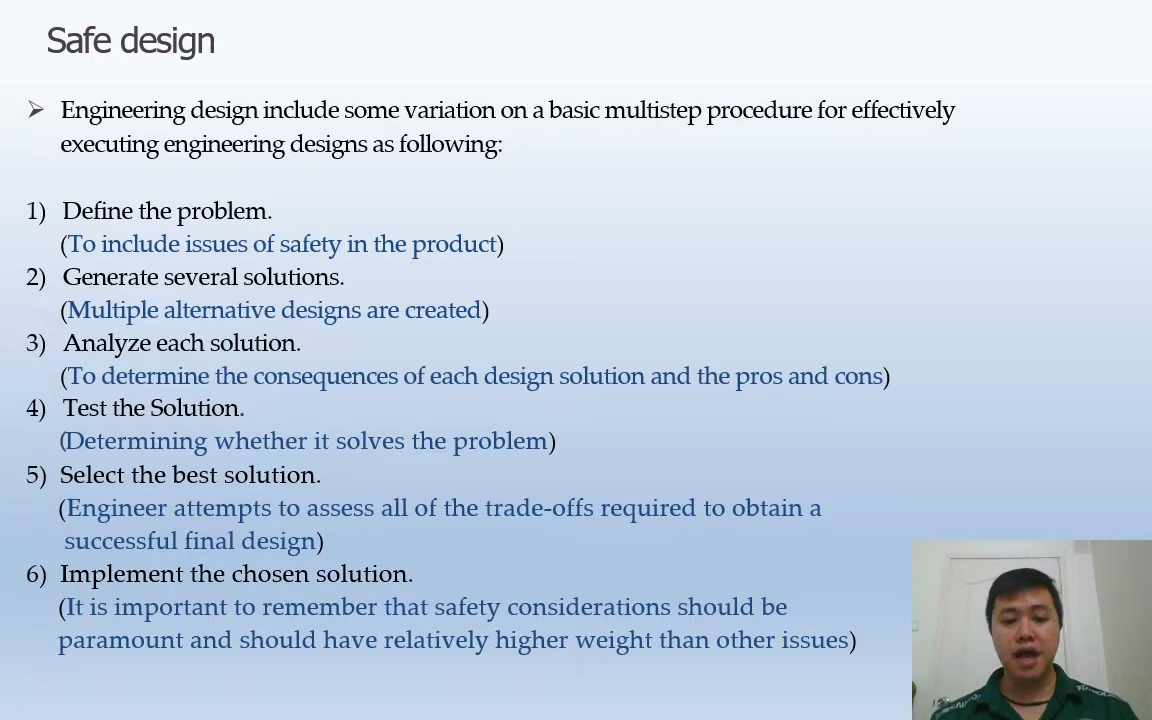 Safe design
Engineering design include some variation on a basic multistep procedure for effectively
executing engineering designs as following:
1) Define the problem.
(To include issues of safety in the product)
2) Generate several solutions.
(Multiple alternative designs are created)
3) Analyze each solution.
(To determine the consequences of each design solution and the pros and cons)
4) Test the Solution.
(Determining whether it solves the problem)
5) Select the best solution.
(Engineer attempts to assess all of the trade-offs required to obtain a
successful final design)
6) Implement the chosen solution.
(It is important to remember that safety considerations should be
paramount and should have relatively higher weight than other issues)